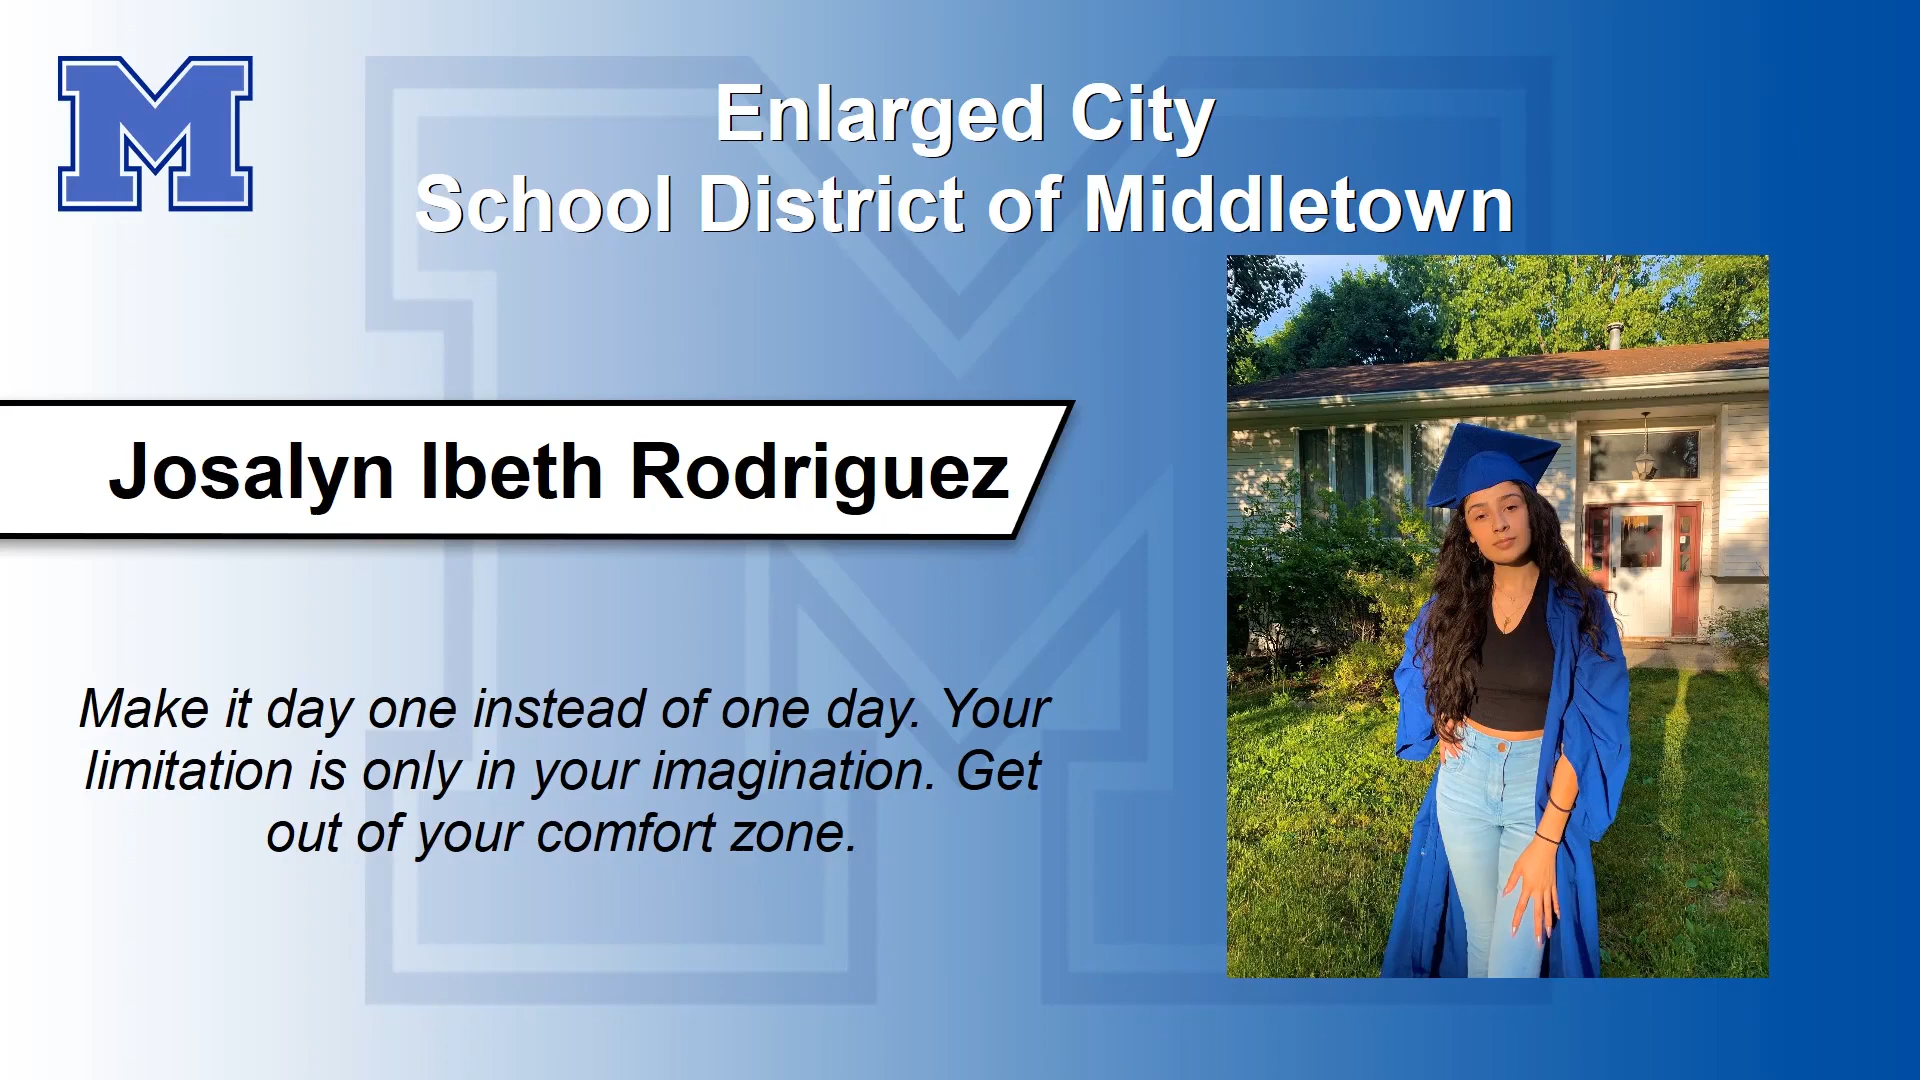 M
Enlarged City
School District of Middletown
Josalyn Ibeth Rodriguez
Make it day one instead of one day. Your
limitation is only in your imagination. Get
out of your comfort zone.